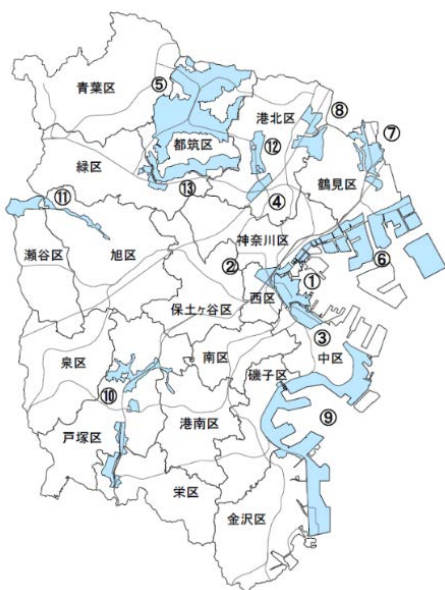 青葉区
⑤
港北区
⑧
⑦
都筑区
⑫
緑区
⑬
鶴見区
④
⑪
神奈川区
瀬谷区
旭区
②
⑥
西区
①
保土ヶ谷区
③
泉区
南区
中区
磯子区
⑩
⑨
戸塚区
港南区
栄区
金沢区